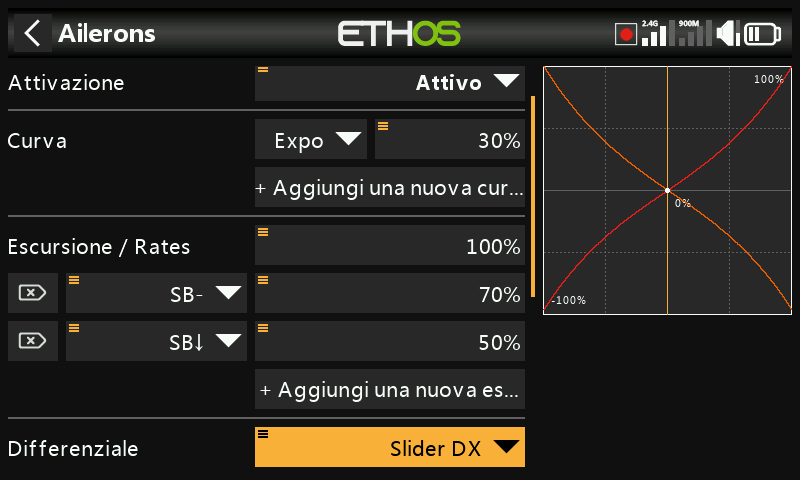 Ailerons
ETHOS
2.4G
900M
Attivazione
Attivo
Curva
Expo
30%
+ Aggiungi una nuova cur...
Escursione / Rates
100%
SB-
70%
SB↓
50%
+ Aggiungi una nuova es...
Differenziale
Slider DX
100%
0%
-100%